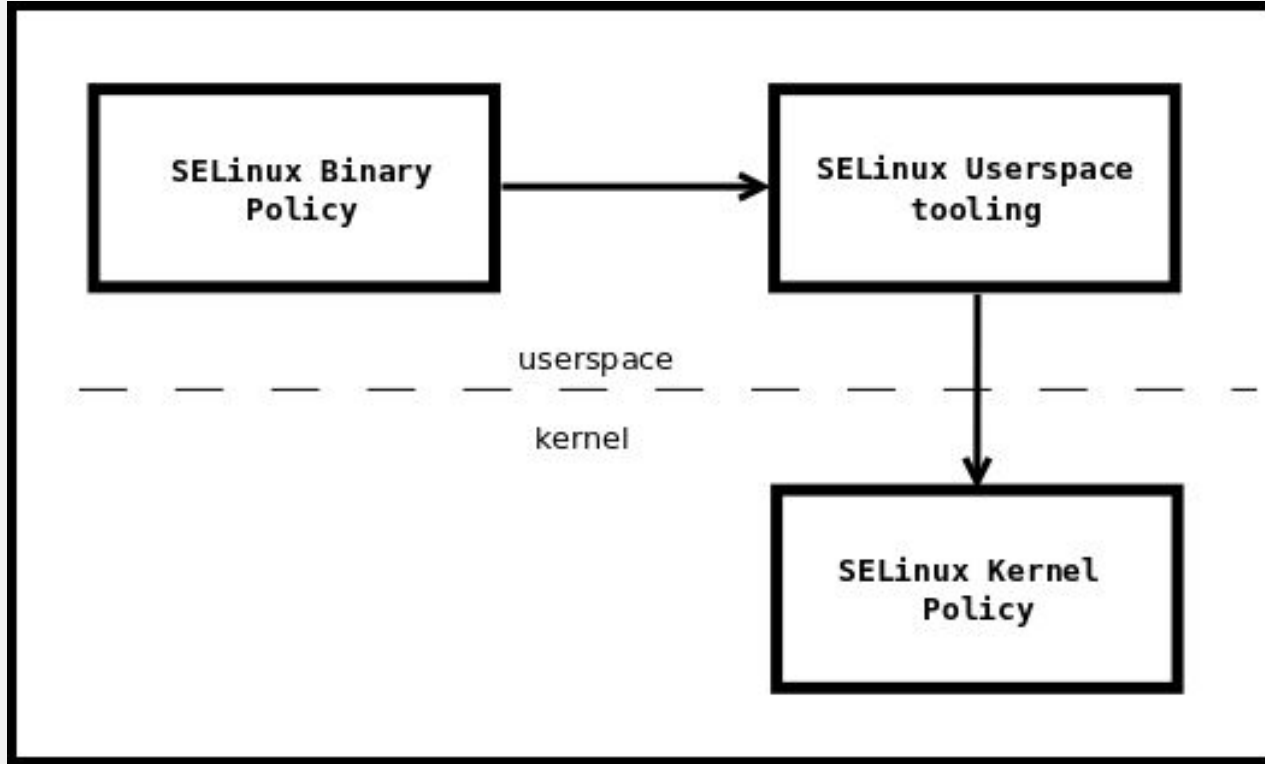 SELinux Binary
Policy
SELinux Userspace
tooling
userspace
kernel
SELinux Kernel
Policy